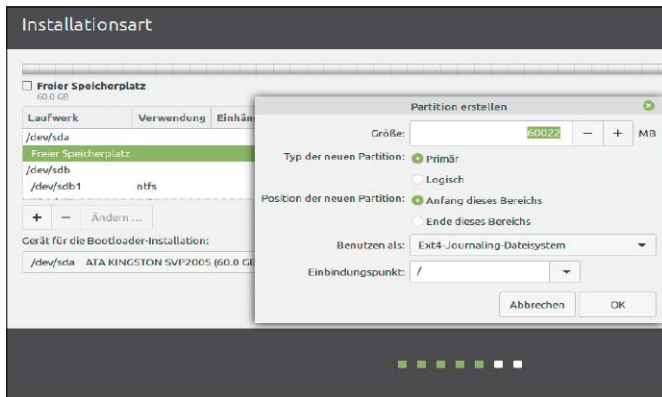 Installationsart
Freier Speicherplatz
60.0 GB
Laufwerk Verwendung
/dev/sda
Freier Speicherplatz
/dev/sdb
/dev/sdb1 ntfs
+ − Ändern ...
Gerät für die Bootloader-Installation:
/dev/sda ATA KINGSTON SVP200S (60.0
Partition erstellen
Größe: 60022 − + MB
Typ der neuen Partition: Primär
Logisch
Position der neuen Partition: Anfang dieses Bereichs
Ende dieses Bereichs
Benutzen als: Ext4-Journaling-Dateisystem
Einbindungspunkt: /
Abbrechen OK